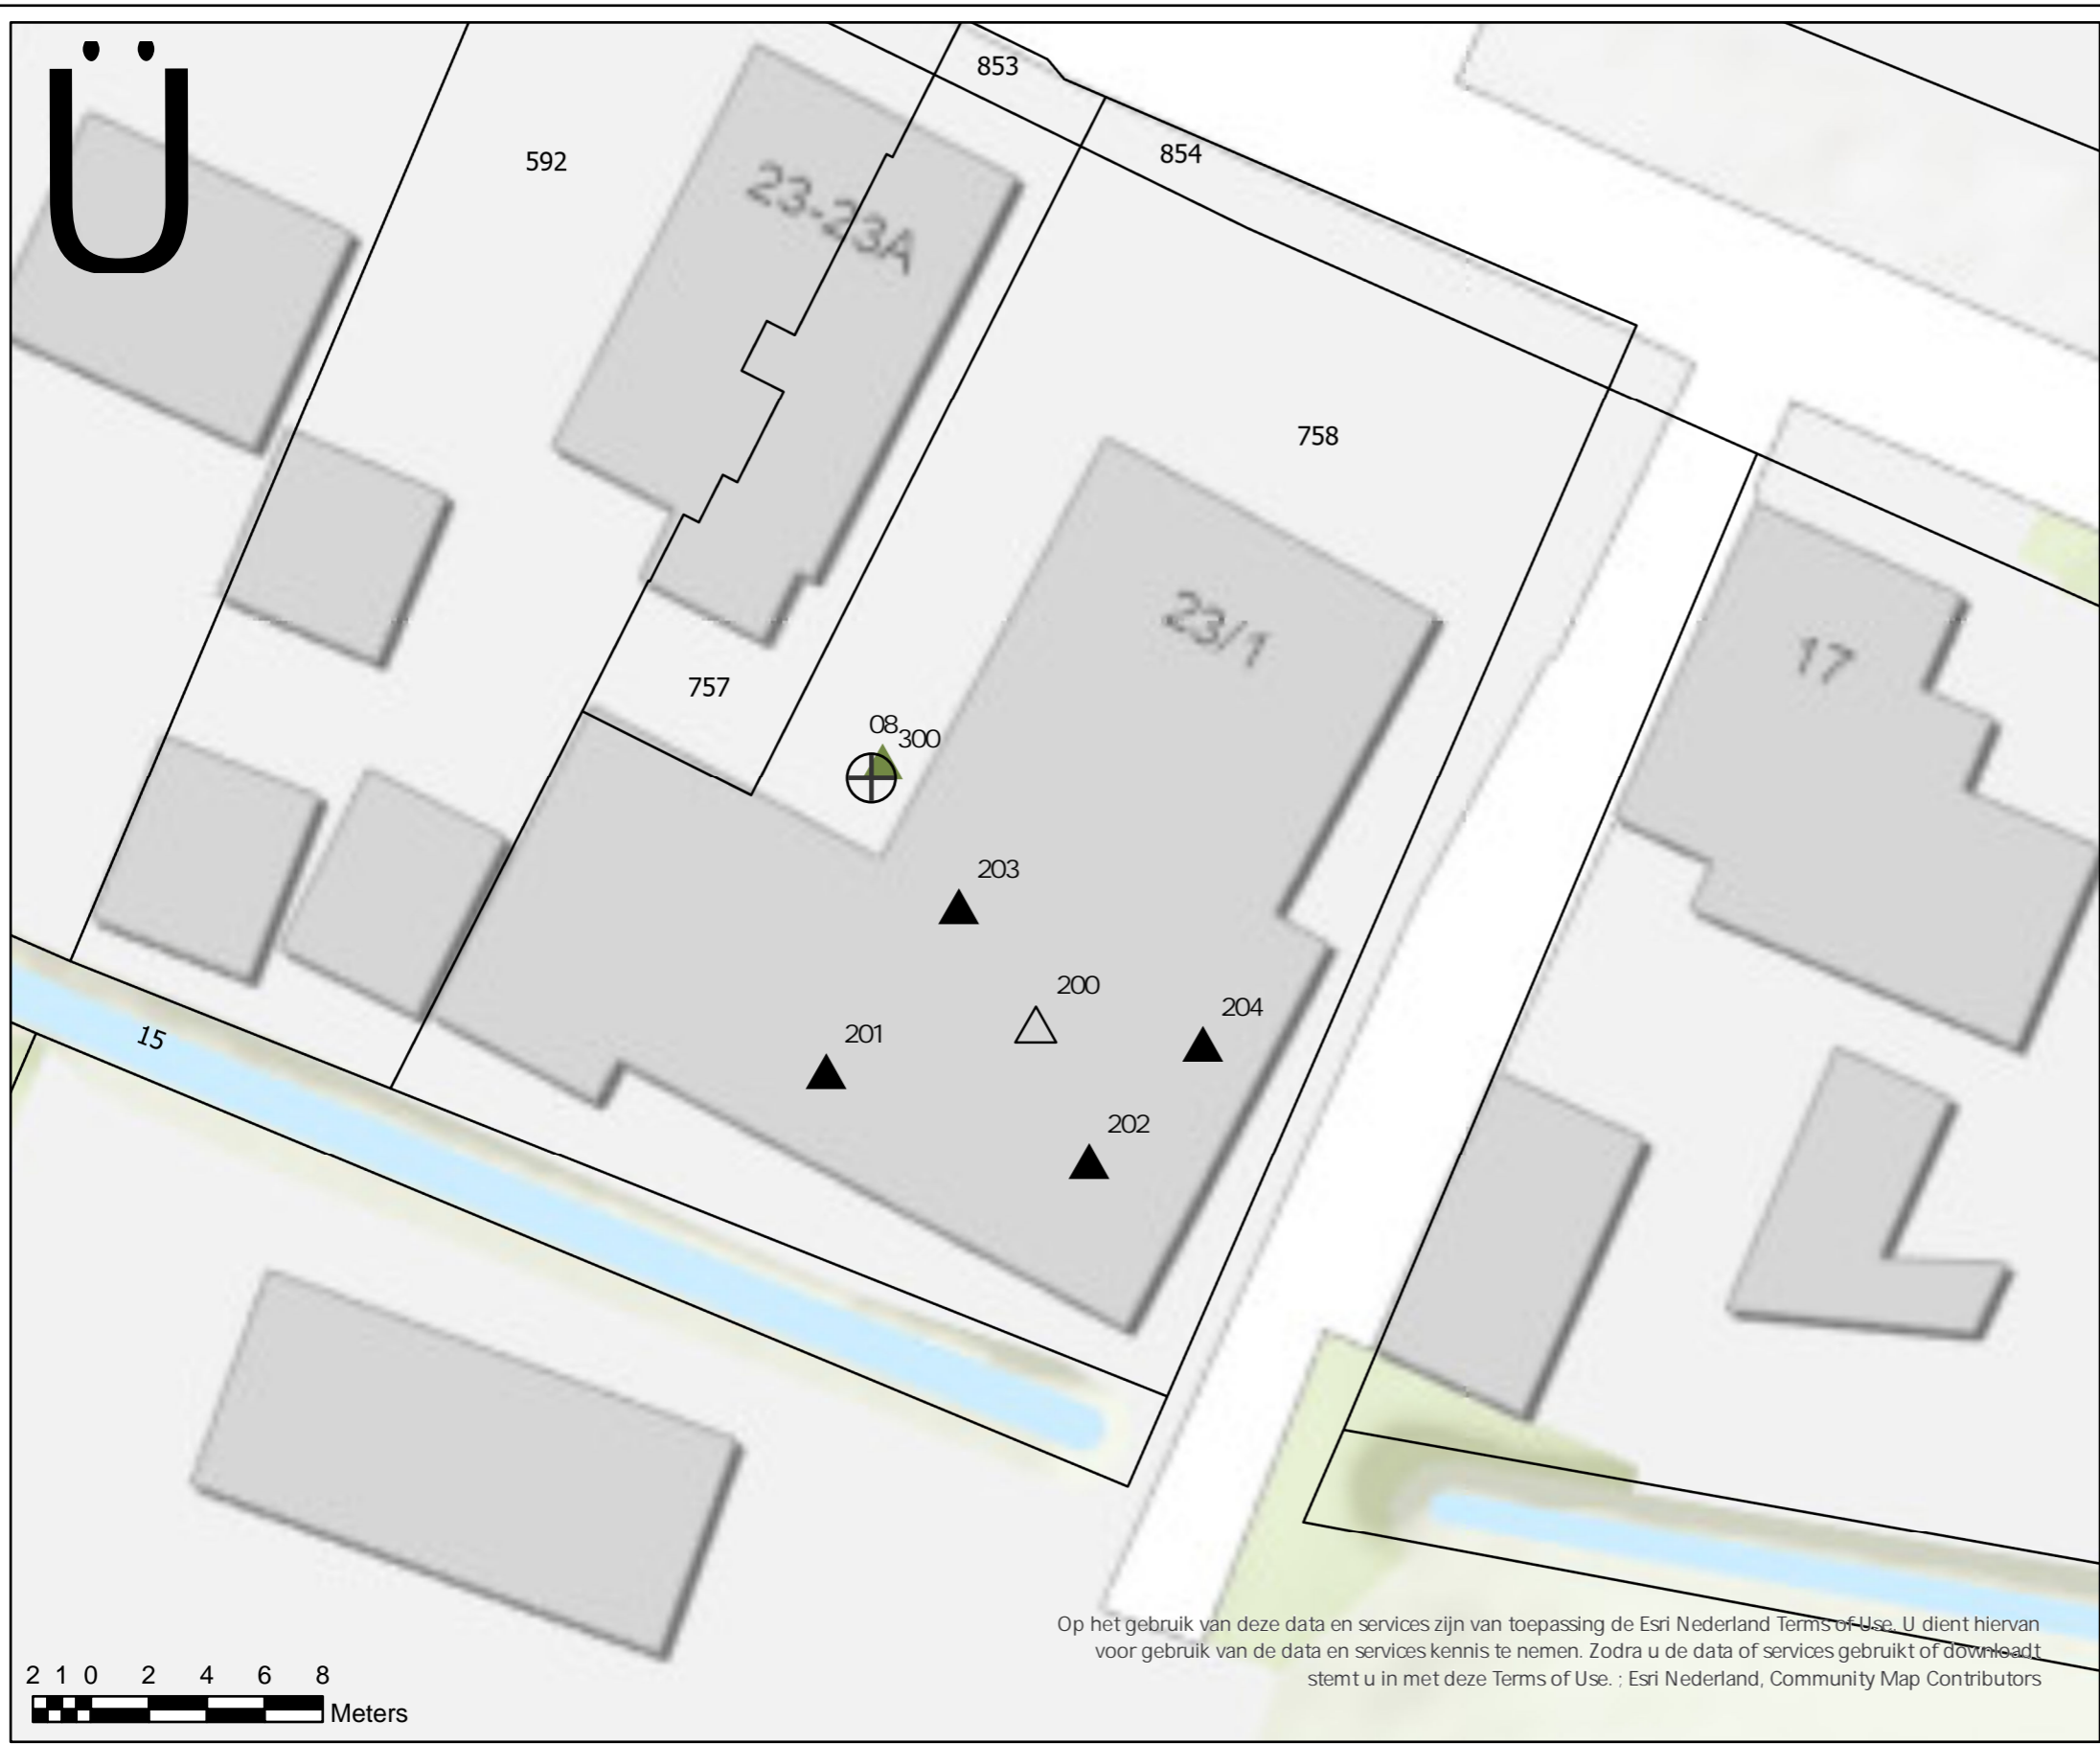 Ü
853
854
592
23-23A
758
23/1
17
757
08
300
203
200
204
201
15
202
Op het gebruik van deze data en services zijn van toepassing de Esri Nederland Terms of Use. U dient hiervan
voor gebruik van de data en services kennis te nemen. Zodra u de data of services gebruikt of downloadt
stemt u in met deze Terms of Use. ; Esri Nederland, Community Map Contributors
2 1 0 2 4 6 8
Meters